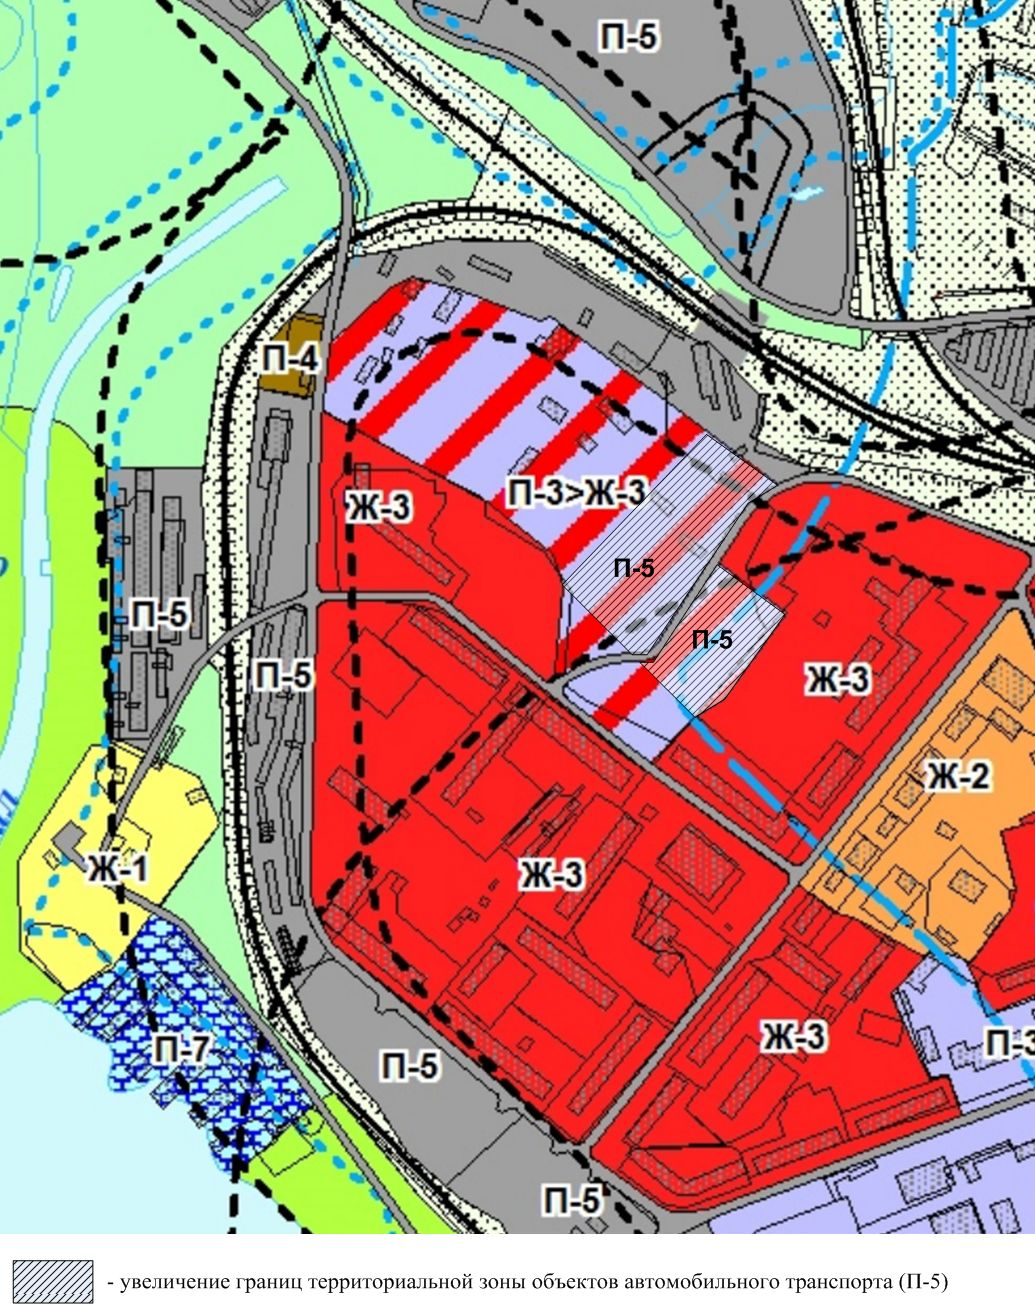 П-5
П-4
П-3>Ж-3
Ж-3
П-5
П-5
П-5
П-5
Ж-3
Ж-2
Ж-1
Ж-3
П-7
Ж-3
П-3
П-5
П-5
- увеличение границ территориальной зоны объектов автомобильного транспорта (П-5)